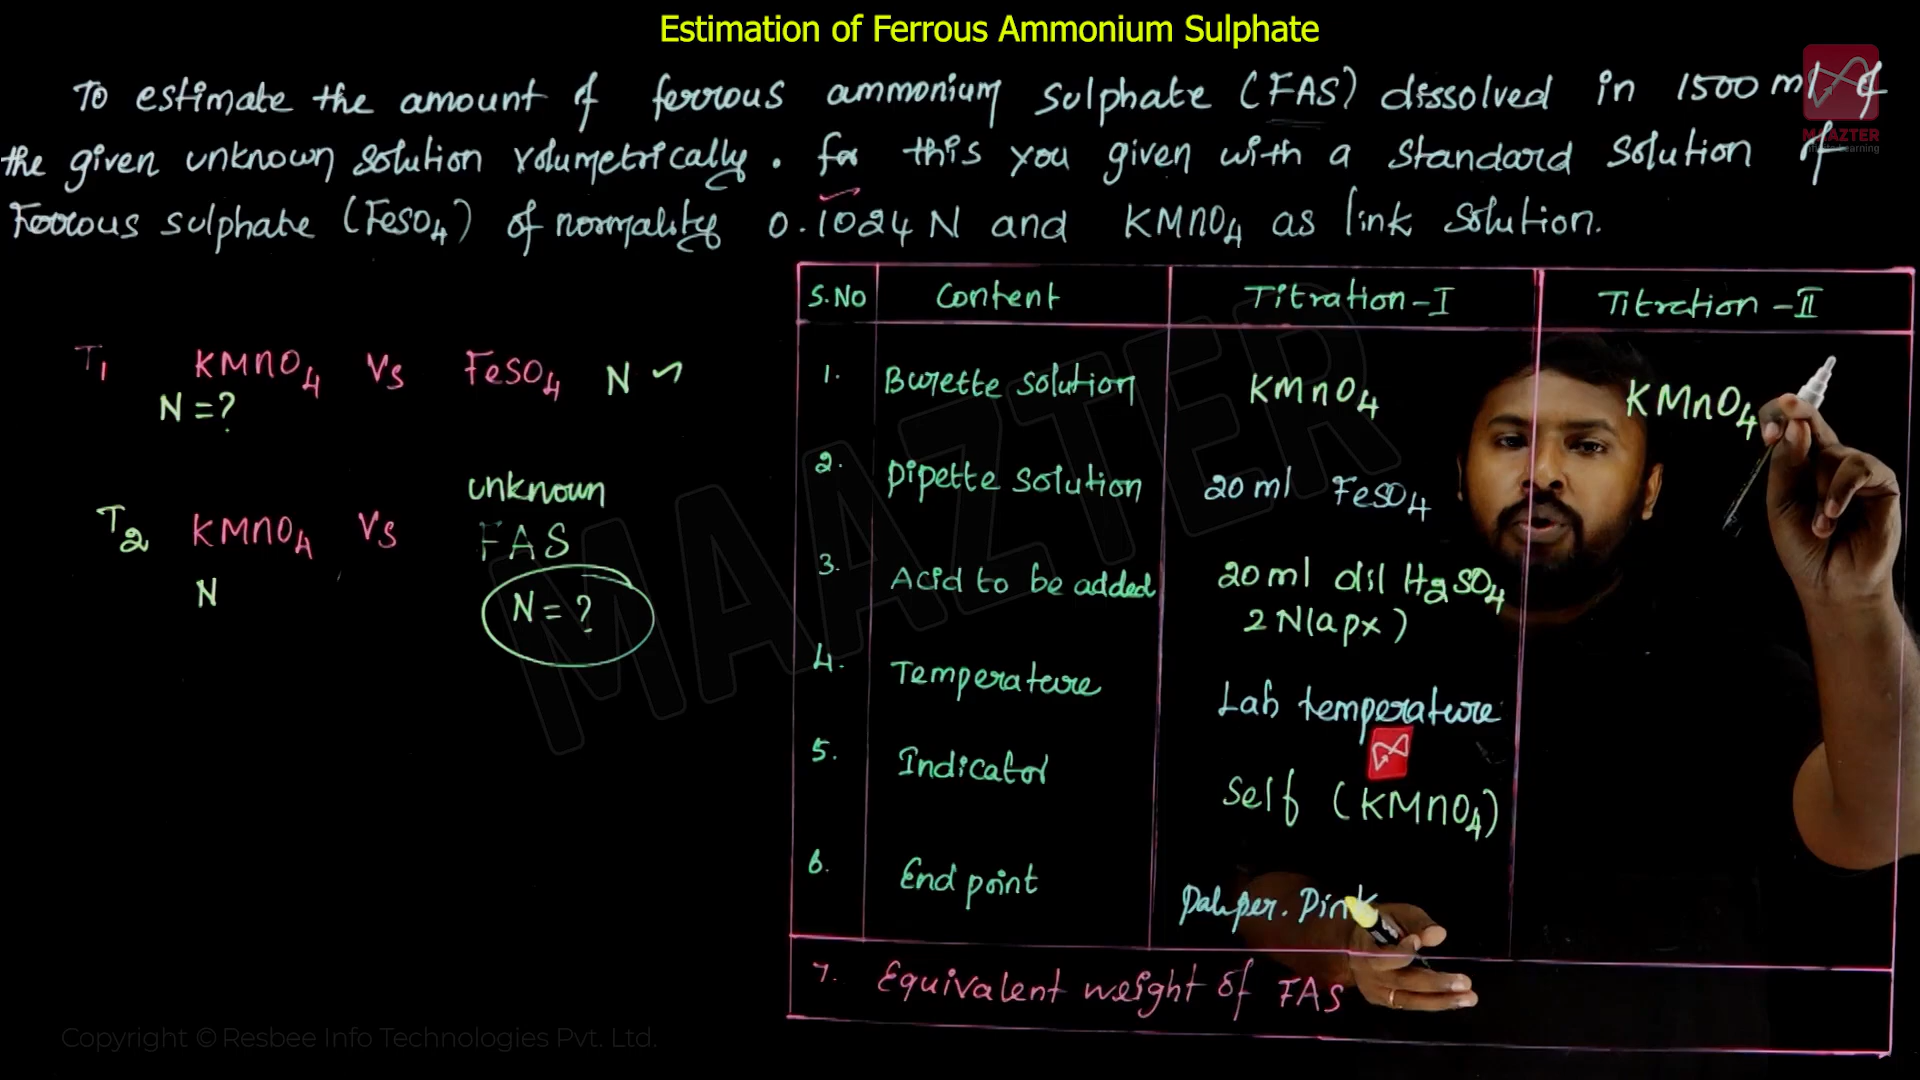 Estimation of Ferrous Ammonium Sulphate
To estimate the amount of ferrous ammonium sulphate (FAS) dissolved in 1500 ml of
the given unknown solution volumetrically. For this you given with a standard solution of
Ferrous sulphate (FeSO4) of normality 0.1024 N and KMnO4 as link solution.
MAAZTER
S.No Content Titration-I Titration-II
T1 KMnO4 Vs FeSO4 N
N = ?
1. Burette solution KMnO4 KMnO4
2. Pipette solution 20 ml FeSO4
unknown
T2 KMnO4 Vs FAS
N N = ?
3. Acid to be added 20 ml dil H2SO4
2N (apx)
4. Temperature Lab temperature
5. Indicator Self (KMnO4)
6. End point per. Pink
7. Equivalent weight of FAS
MAAZTER
Copyright © Resbee Info Technologies Pvt. Ltd.